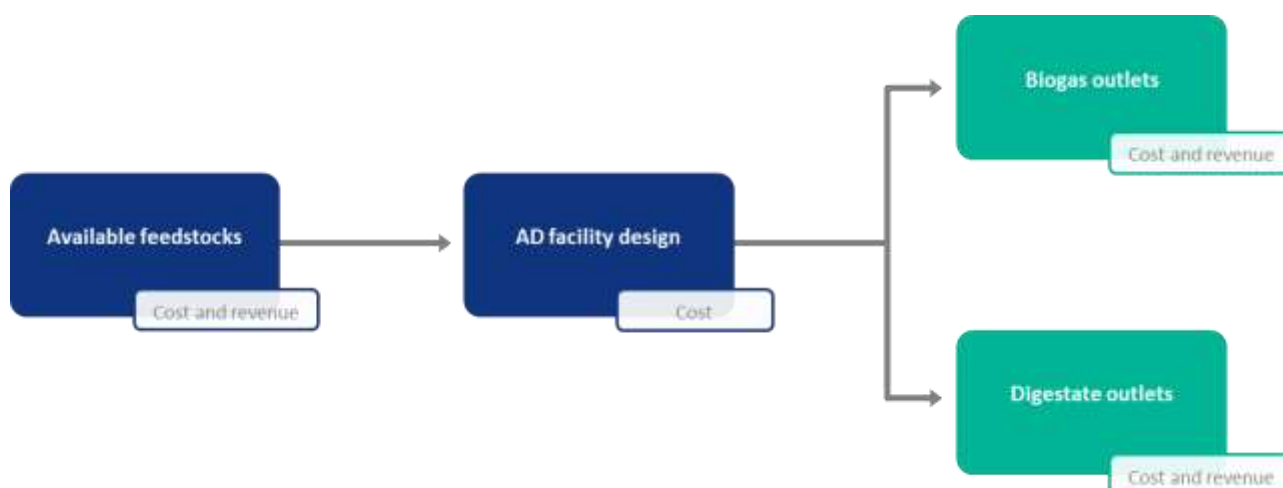 Biogas outlets
Cost and revenue
Available feedstocks
Cost and revenue
AD facility design
Cost
Digestate outlets
Cost and revenue